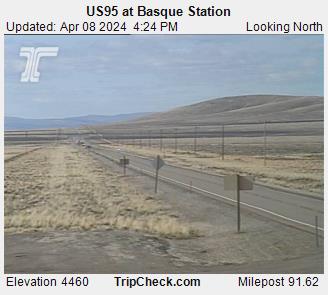 US95 at Basque Station
Updated: Apr 08 2024 4:24 PM Looking North
Elevation 4460 TripCheck.com Milepost 91.62